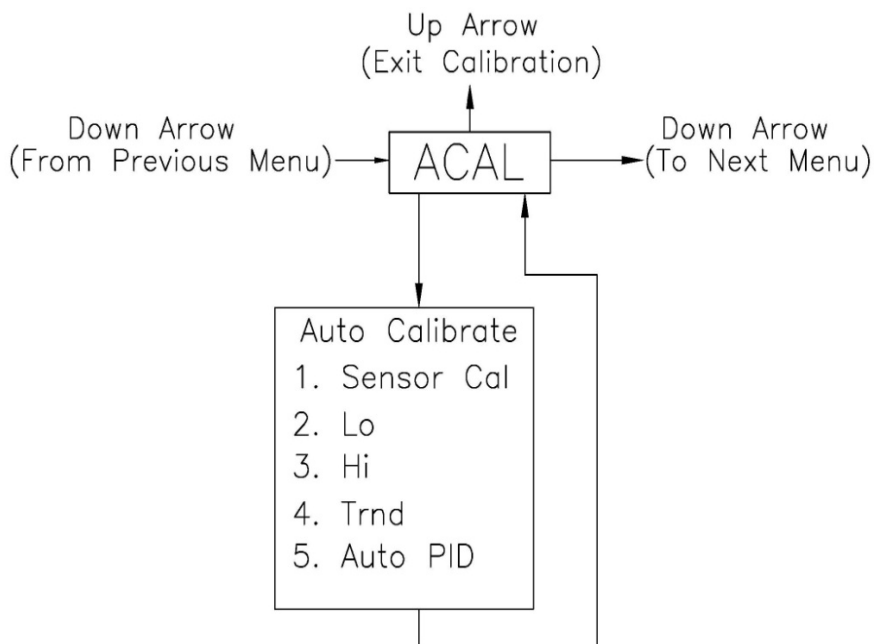 Up Arrow
(Exit Calibration)
Down Arrow
(From Previous Menu)
ACAL
Down Arrow
(To Next Menu)
Auto Calibrate
1. Sensor Cal
2. Lo
3. Hi
4. Trnd
5. Auto PID